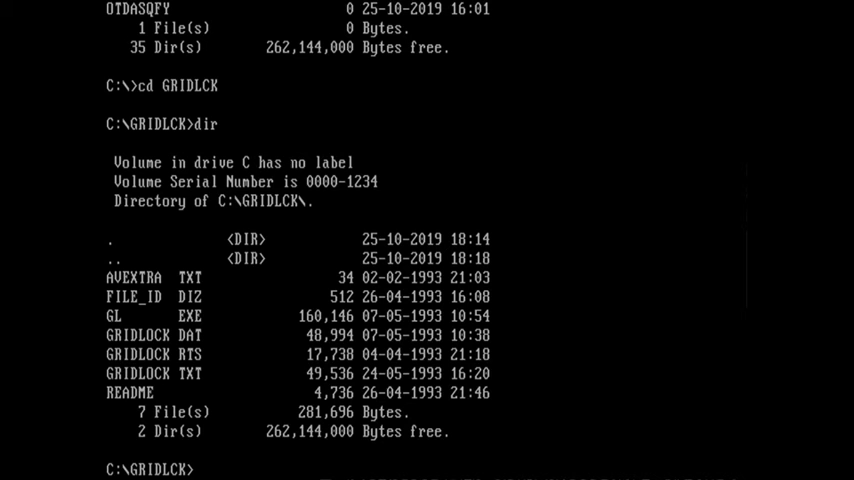 OTDASQFY 0 25-10-2019 16:01
1 File(s) 0 Bytes.
35 Dir(s) 262,144,000 Bytes free.
C:\>cd GRIDLCK
C:\GRIDLCK>dir
Volume in drive C has no label
Volume Serial Number is 0000-1234
Directory of C:\GRIDLCK\.
. <DIR> 25-10-2019 18:14
.. <DIR> 25-10-2019 18:18
AVEXTRA TXT 34 02-02-1993 21:03
FILE_ID DIZ 512 26-04-1993 16:08
GL EXE 160,146 07-05-1993 10:54
GRIDLOCK DAT 48,994 07-05-1993 10:38
GRIDLOCK RTS 17,738 04-04-1993 21:18
GRIDLOCK TXT 49,536 24-05-1993 16:20
README 4,736 26-04-1993 21:46
7 File(s) 281,696 Bytes.
2 Dir(s) 262,144,000 Bytes free.
C:\GRIDLCK>